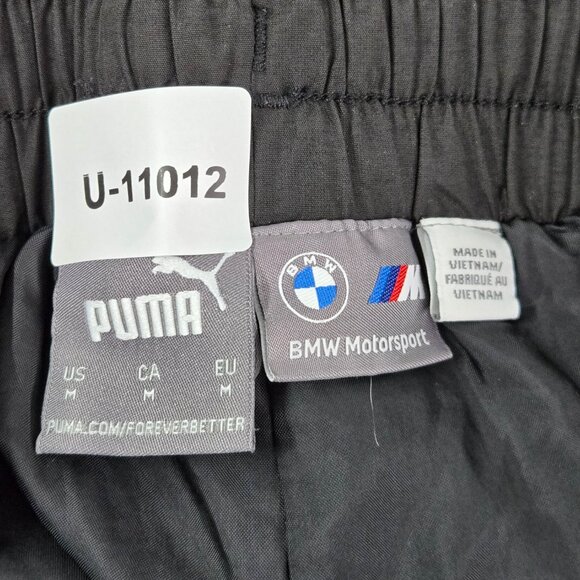 U-11012
PUMA
US CA EU
M M M
PUMA.COM/FOREVERBETTER
BMW
M
BMW Motorsport
MADE IN
VIETNAM/
FABRIQUÉ AU
VIETNAM